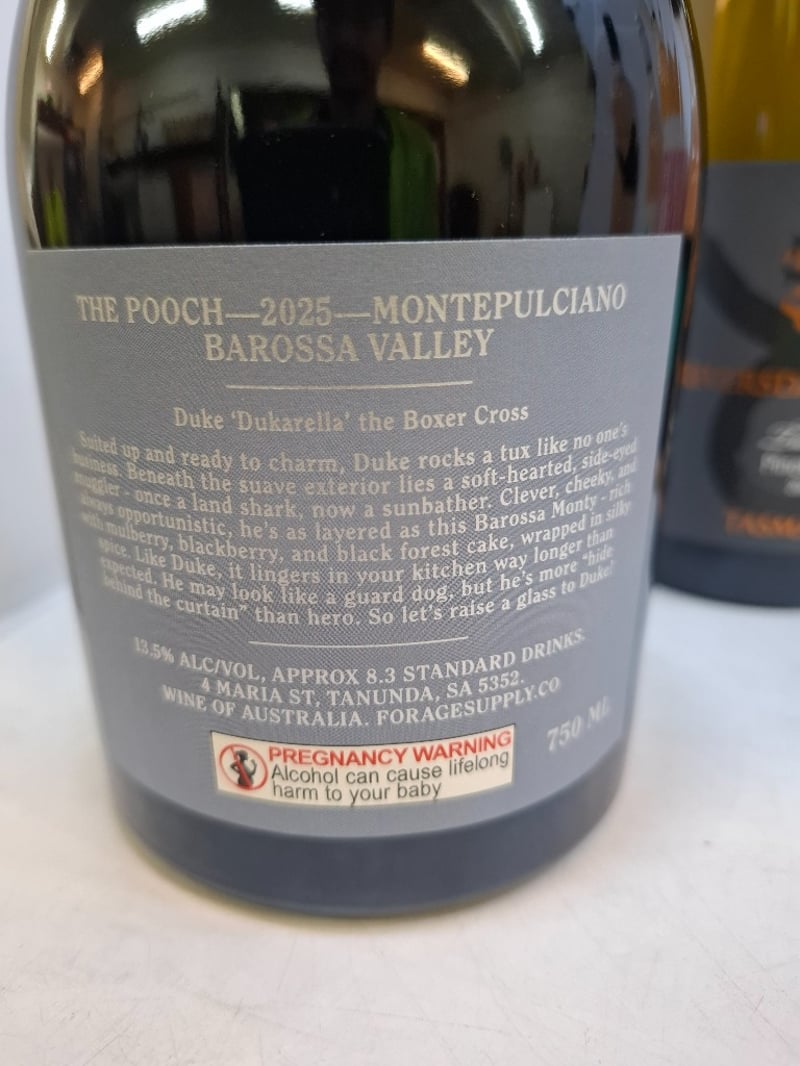 THE POOCH—2025—MONTEPULCIANO
BAROSSA VALLEY
Duke 'Dukarella' the Boxer Cross
Suited up and ready to charm, Duke rocks a tux like no one's
business. Beneath the suave exterior lies a soft-hearted, side-eyed
snuggler - once a land shark, now a sunbather. Clever, cheeky, and
always opportunistic, he's as layered as this Barossa Monty - rich
with mulberry, blackberry, and black forest cake, wrapped in silky
spice. Like Duke, it lingers in your kitchen way longer than
expected. He may look like a guard dog, but he's more "hide
behind the curtain" than hero. So let's raise a glass to Duke!
13.5% ALC/VOL, APPROX 8.3 STANDARD DRINKS.
4 MARIA ST, TANUNDA, SA 5352.
WINE OF AUSTRALIA. FORAGESUPPLY.CO
750 ML
PREGNANCY WARNING
Alcohol can cause lifelong
harm to your baby